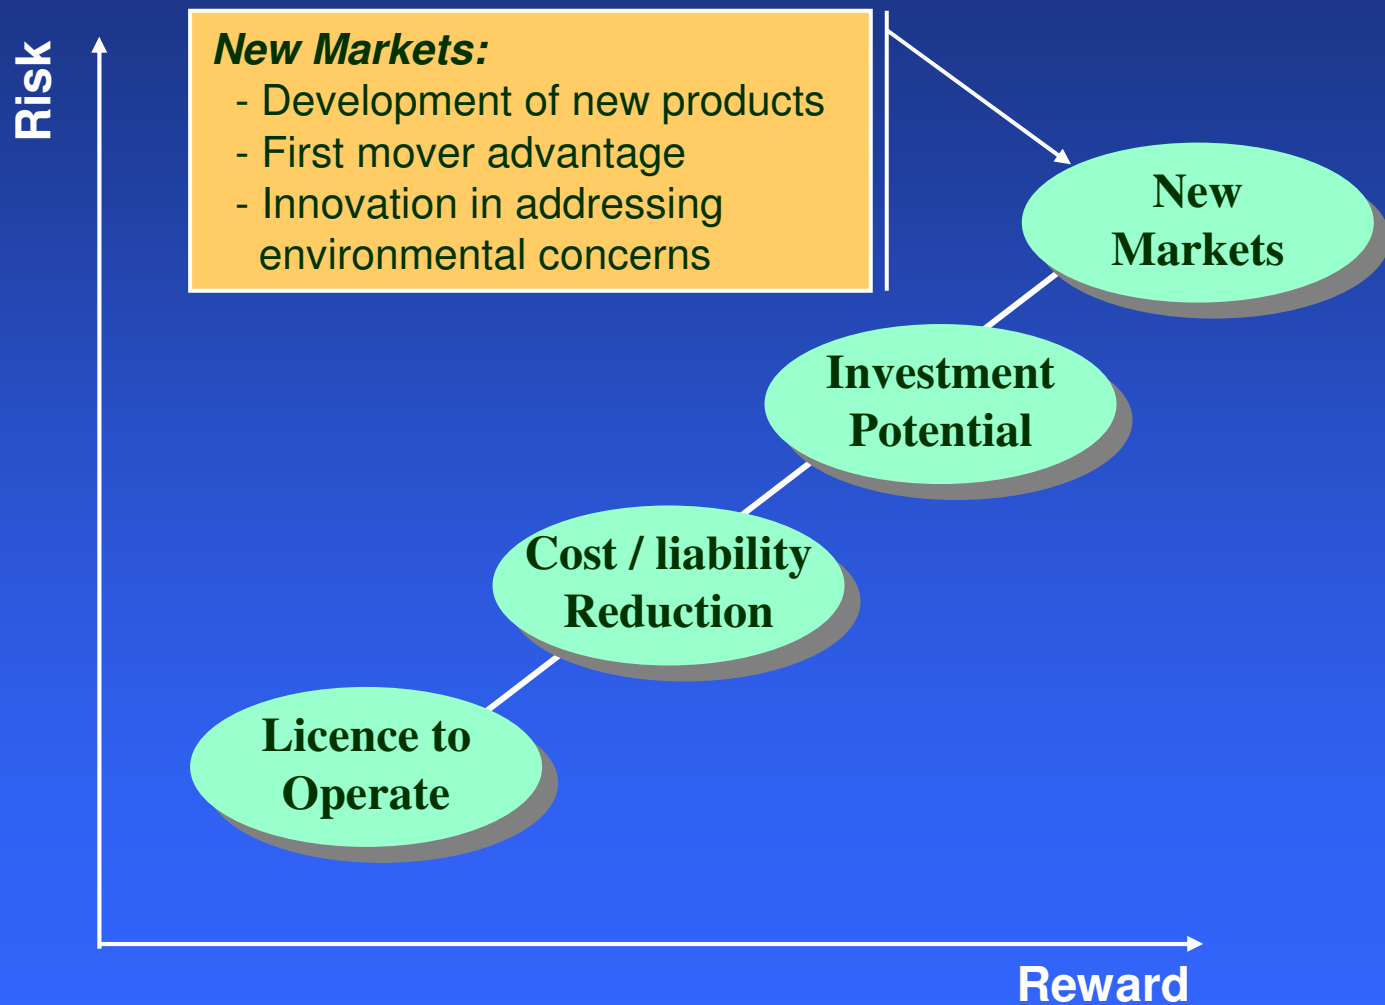 Risk
New Markets:
- Development of new products
- First mover advantage
- Innovation in addressing
environmental concerns
New
Markets
Investment
Potential
Cost / liability
Reduction
Licence to
Operate
Reward